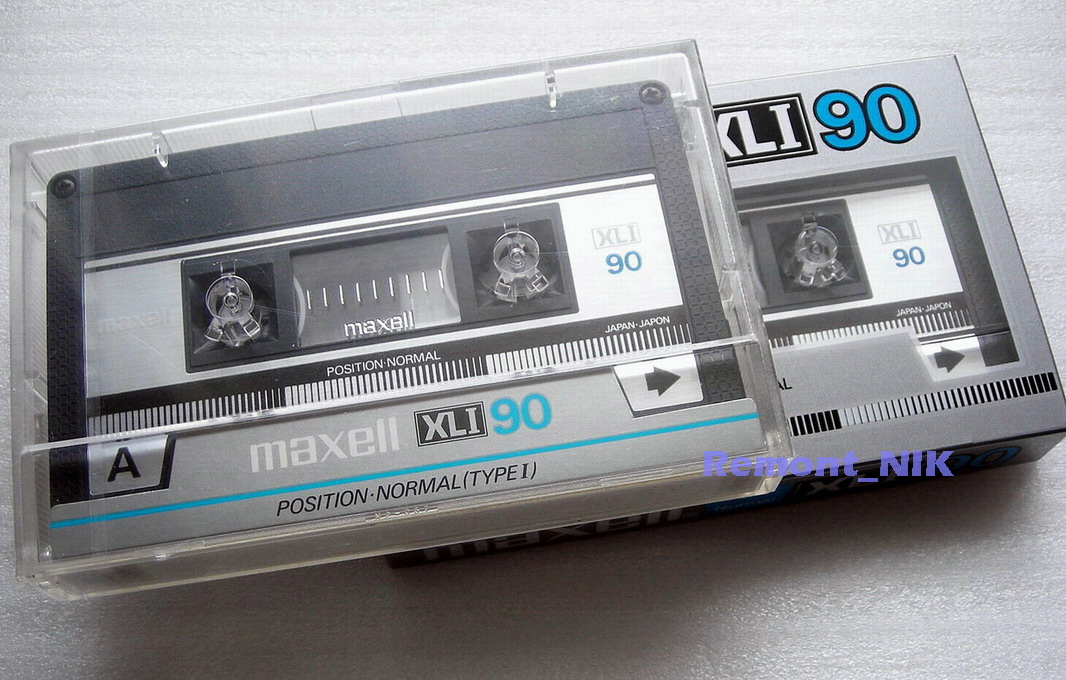 XLI 90
XLI
90
maxell
POSITION·NORMAL
JAPAN·JAPON
A
maxell XLI 90
POSITION·NORMAL (TYPE I)
XLI
90
JAPAN·JAPON
Remont_NIK
maxell